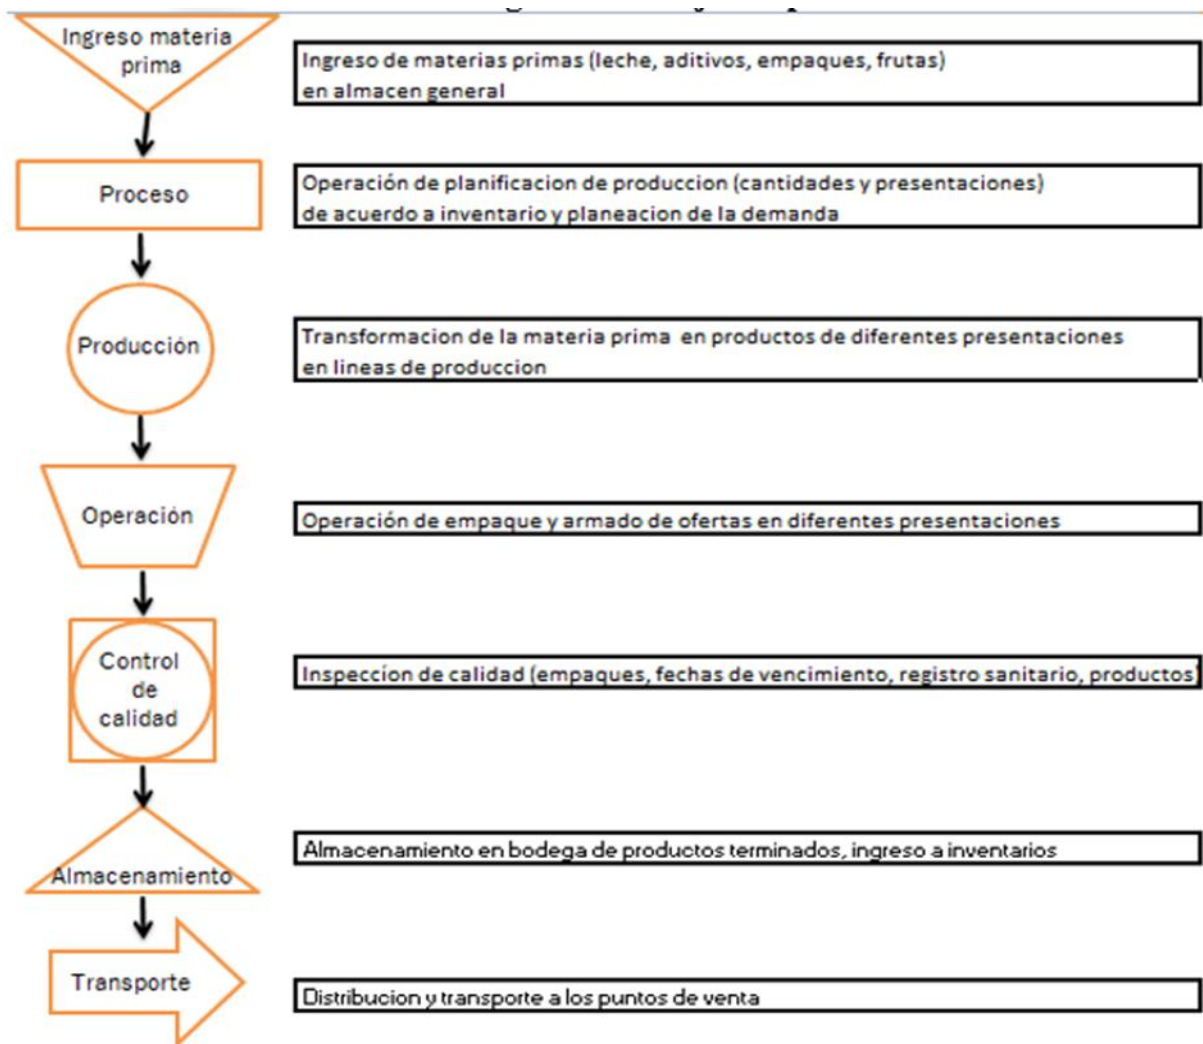 Ingreso materia
prima
Ingreso de materias primas (leche, aditivos, empaques, frutas)
en almacen general
Proceso
Operación de planificacion de produccion (cantidades y presentaciones)
de acuerdo a inventario y planeacion de la demanda
Producción
Transformacion de la materia prima en productos de diferentes presentaciones
en lineas de produccion
Operación
Operación de empaque y armado de ofertas en diferentes presentaciones
Control
de
calidad
Inspeccion de calidad (empaques, fechas de vencimiento, registro sanitario, productos)
Almacenamiento
Almacenamiento en bodega de productos terminados, ingreso a inventarios
Transporte
Distribucion y transporte a los puntos de venta